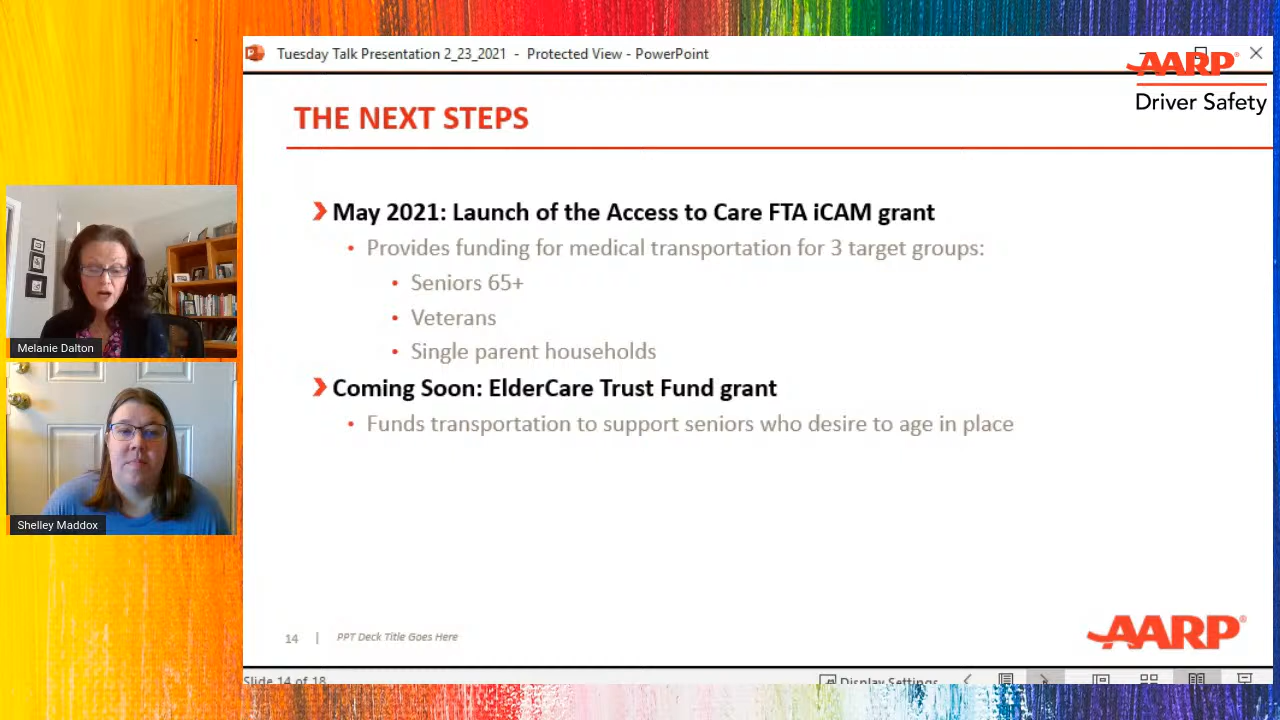 Tuesday Talk Presentation 2_23_2021 - Protected View - PowerPoint
AARP®
Driver Safety
THE NEXT STEPS
May 2021: Launch of the Access to Care FTA iCAM grant
• Provides funding for medical transportation for 3 target groups:
• Seniors 65+
• Veterans
• Single parent households
Coming Soon: ElderCare Trust Fund grant
• Funds transportation to support seniors who desire to age in place
Melanie Dalton
Shelley Maddox
14 | PPT Deck Title Goes Here
AARP®
Slide 14 of 18
Display Settings